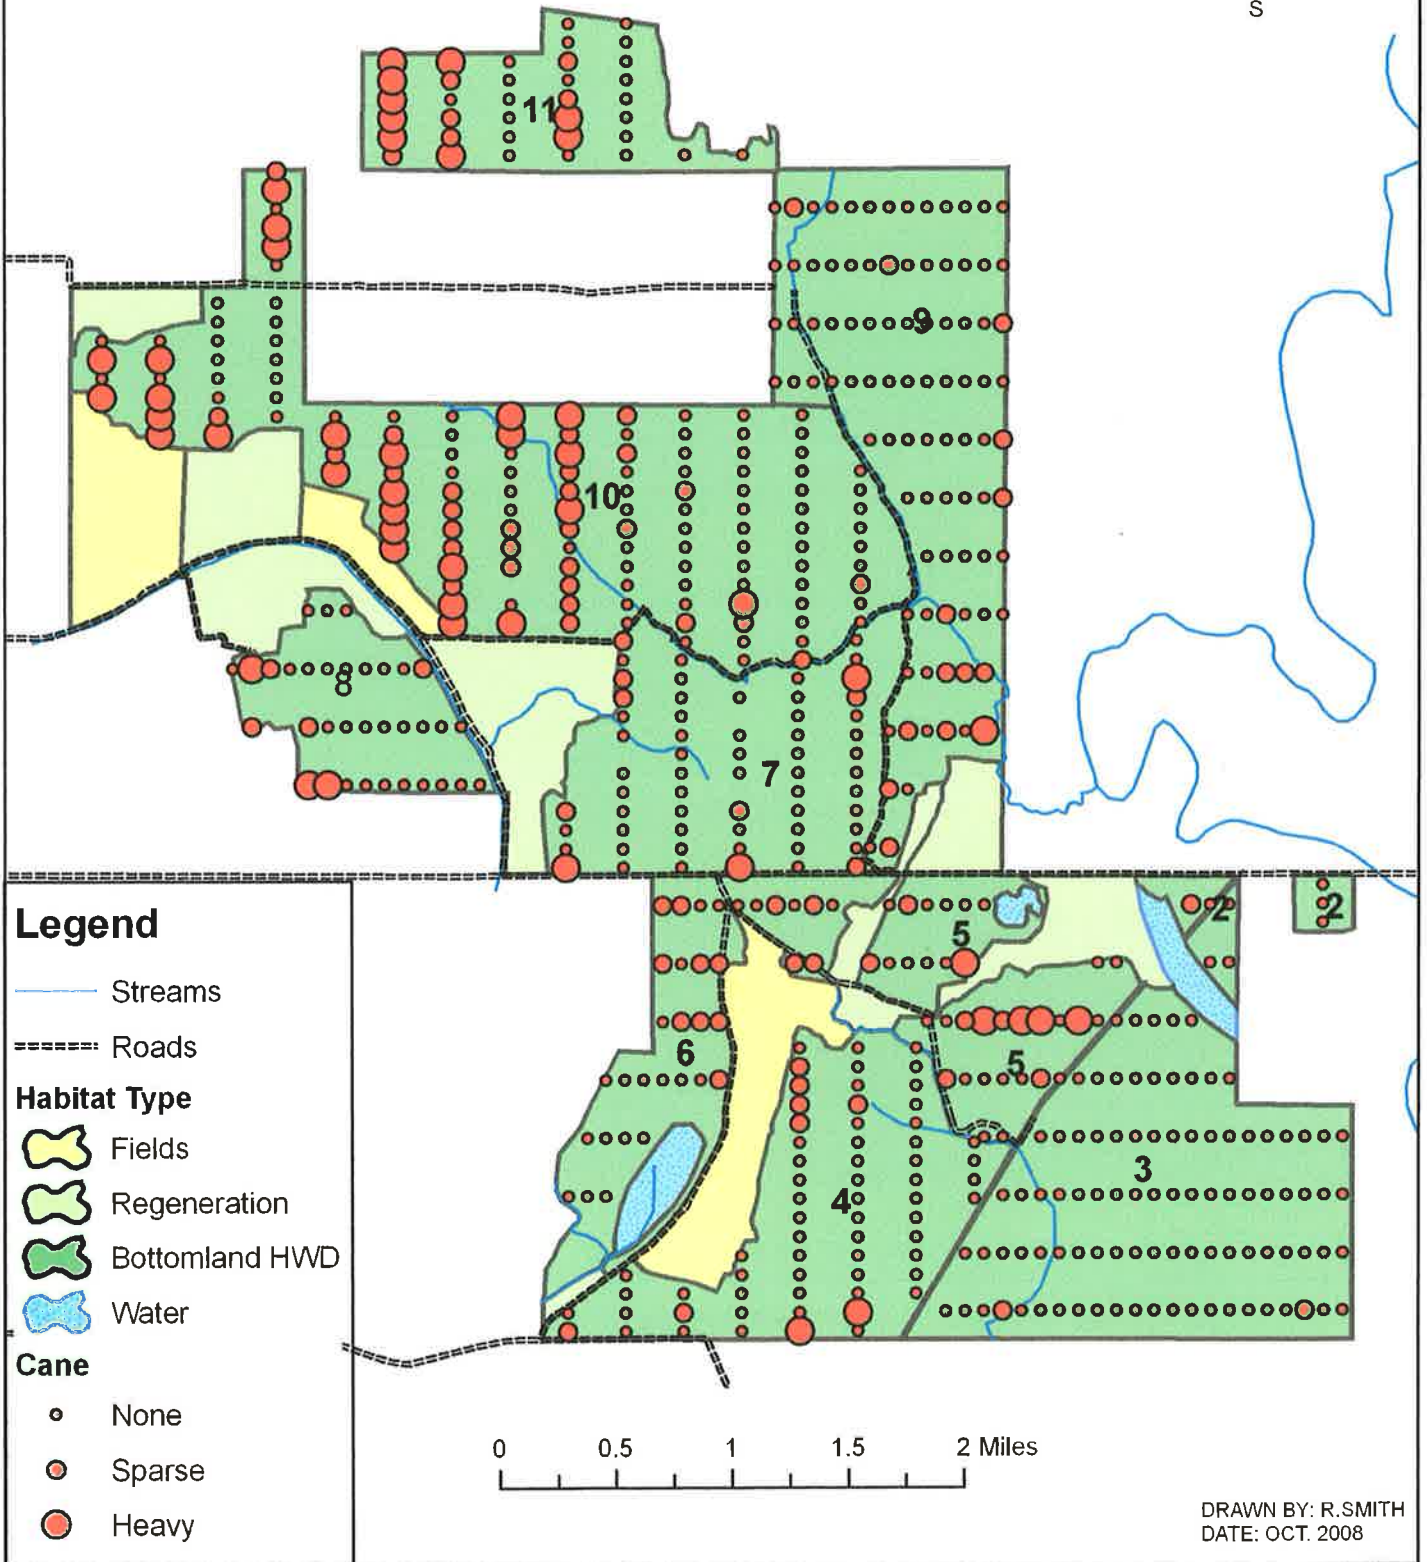 S
11
9
10
8
7
2
2
5
6
5
3
4
Legend
Streams
Roads
Habitat Type
Fields
Regeneration
Bottomland HWD
Water
Cane
None
Sparse
Heavy
0 0.5 1 1.5 2 Miles
DRAWN BY: R.SMITH
DATE: OCT. 2008